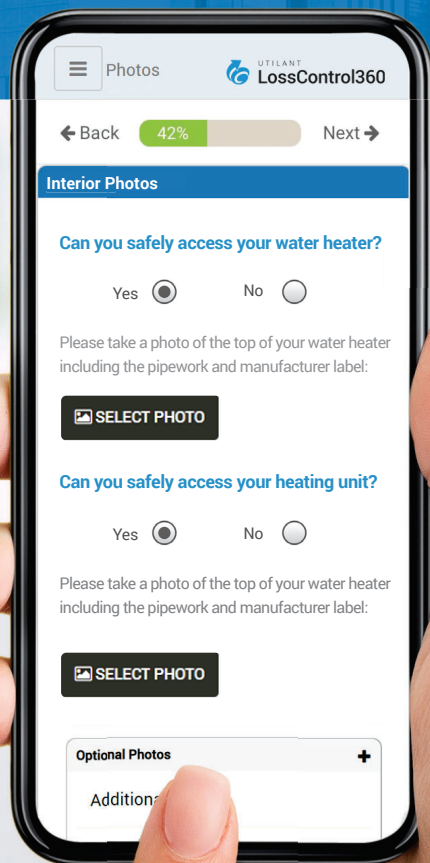 Photos
UTILANT
LossControl360
Back
42%
Next
Interior Photos
Can you safely access your water heater?
Yes
No
Please take a photo of the top of your water heater
including the pipework and manufacturer label:
SELECT PHOTO
Can you safely access your heating unit?
Yes
No
Please take a photo of the top of your water heater
including the pipework and manufacturer label:
SELECT PHOTO
Optional Photos